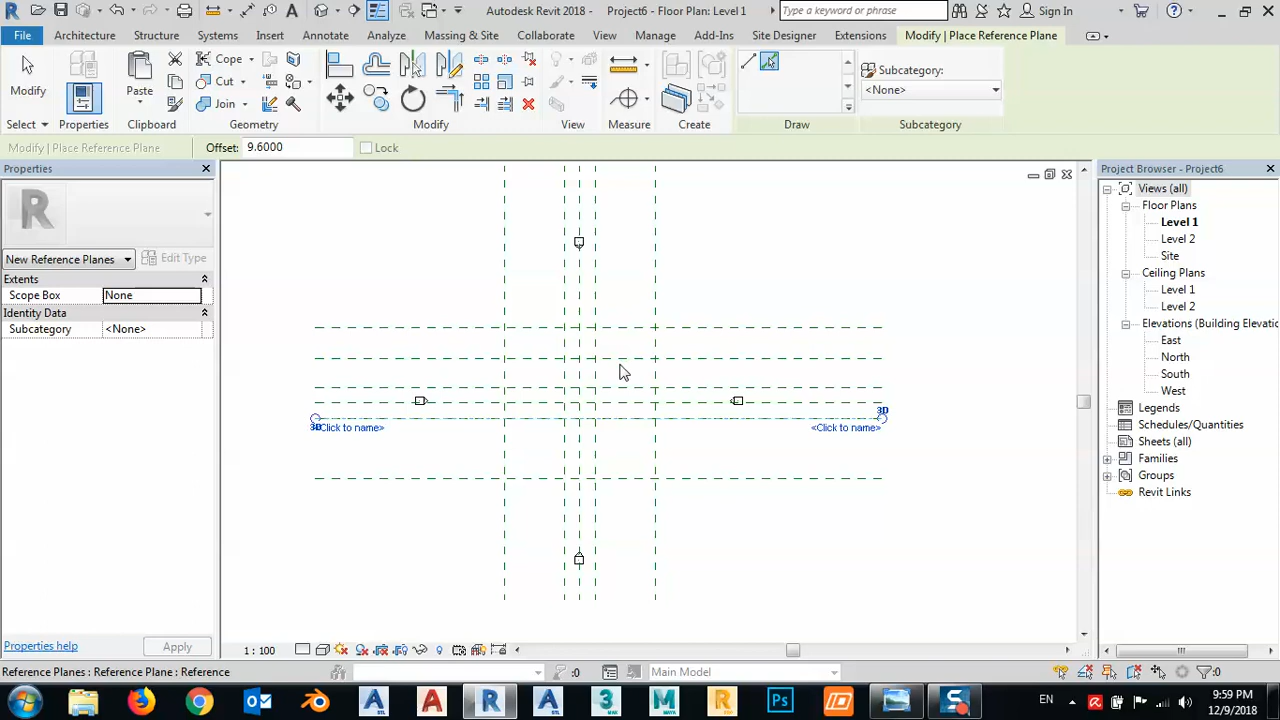 Autodesk Revit 2018 - Project6 - Floor Plan: Level 1
Type a keyword or phrase
Sign In
File
Architecture
Structure
Systems
Insert
Annotate
Analyze
Massing & Site
Collaborate
View
Manage
Add-Ins
Site Designer
Extensions
Modify | Place Reference Plane
Modify
Paste
Cope
Cut
Join
Subcategory:
<None>
Select
Properties
Clipboard
Geometry
Modify
View
Measure
Create
Draw
Subcategory
Modify | Place Reference Plane
Offset: 9.6000
Lock
Properties
New Reference Planes
Edit Type
Extents
Scope Box None
Identity Data
Subcategory <None>
Properties help
Apply
3D
3D
<Click to name>
<Click to name>
Project Browser - Project6
Views (all)
Floor Plans
Level 1
Level 2
Site
Ceiling Plans
Level 1
Level 2
Elevations (Building Elevatio
East
North
South
West
Legends
Schedules/Quantities
Sheets (all)
Families
Groups
Revit Links
1 : 100
Reference Planes : Reference Plane : Reference
:0
Main Model
:0
EN
9:59 PM
12/9/2018